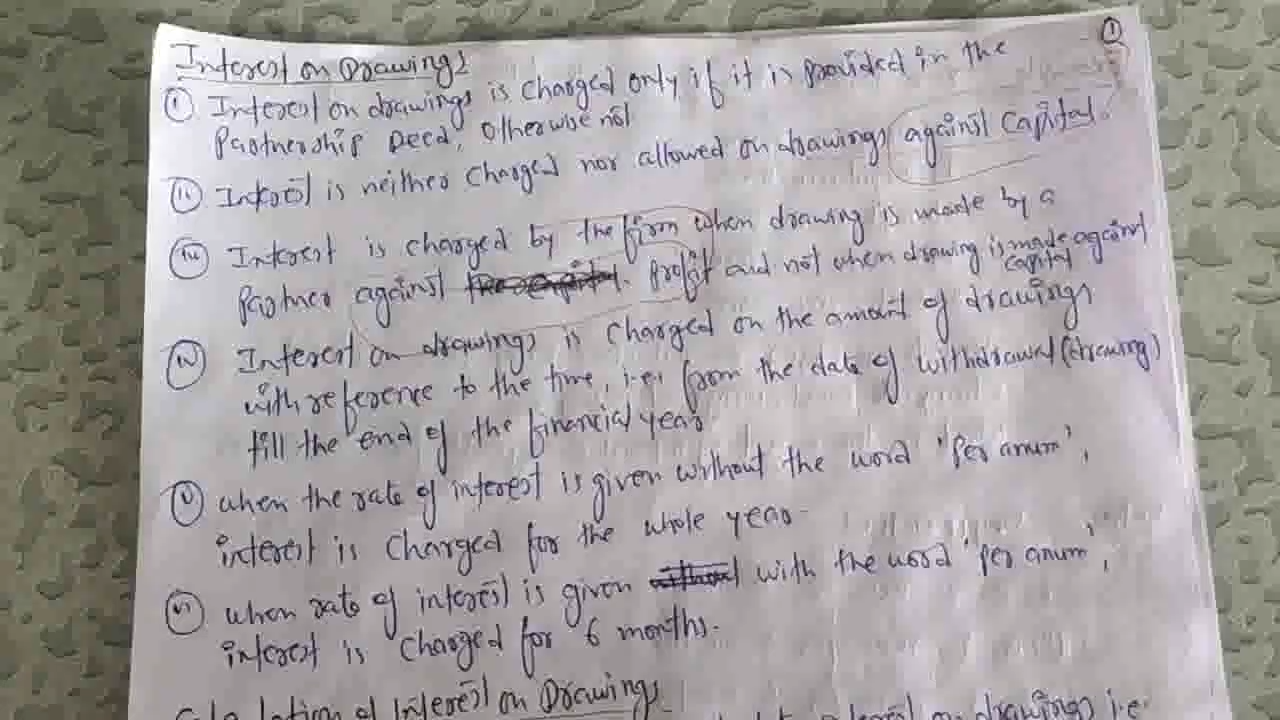 ①
Interest on Drawings
(i) Interest on drawings is charged only if it is provided in the
Partnership Deed, otherwise not
(ii) Interest is neither charged nor allowed on drawings against Capital.
(iii) Interest is charged by the firm when drawing is made by a
Partner against Profit and not when drawing is made against
capital
(iv) Interest on drawings is charged on the amount of drawings
with reference to the time, i.e. from the date of withdrawal (drawing)
till the end of the financial year
(v) when the rate of interest is given without the word 'Per anum',
interest is charged for the whole year.
(vi) when rate of interest is given with the word 'per anum',
interest is charged for 6 months.
Calculation of Interest on Drawings
interest on drawings i.e.